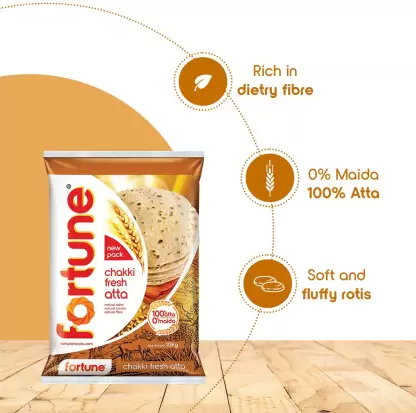 Rich in
dietry fibre
0% Maida
100% Atta
Soft and
fluffy rotis
fortune®
new
pack
chakki
fresh
atta
100%atta
0%maida
fortune®
chakki fresh atta